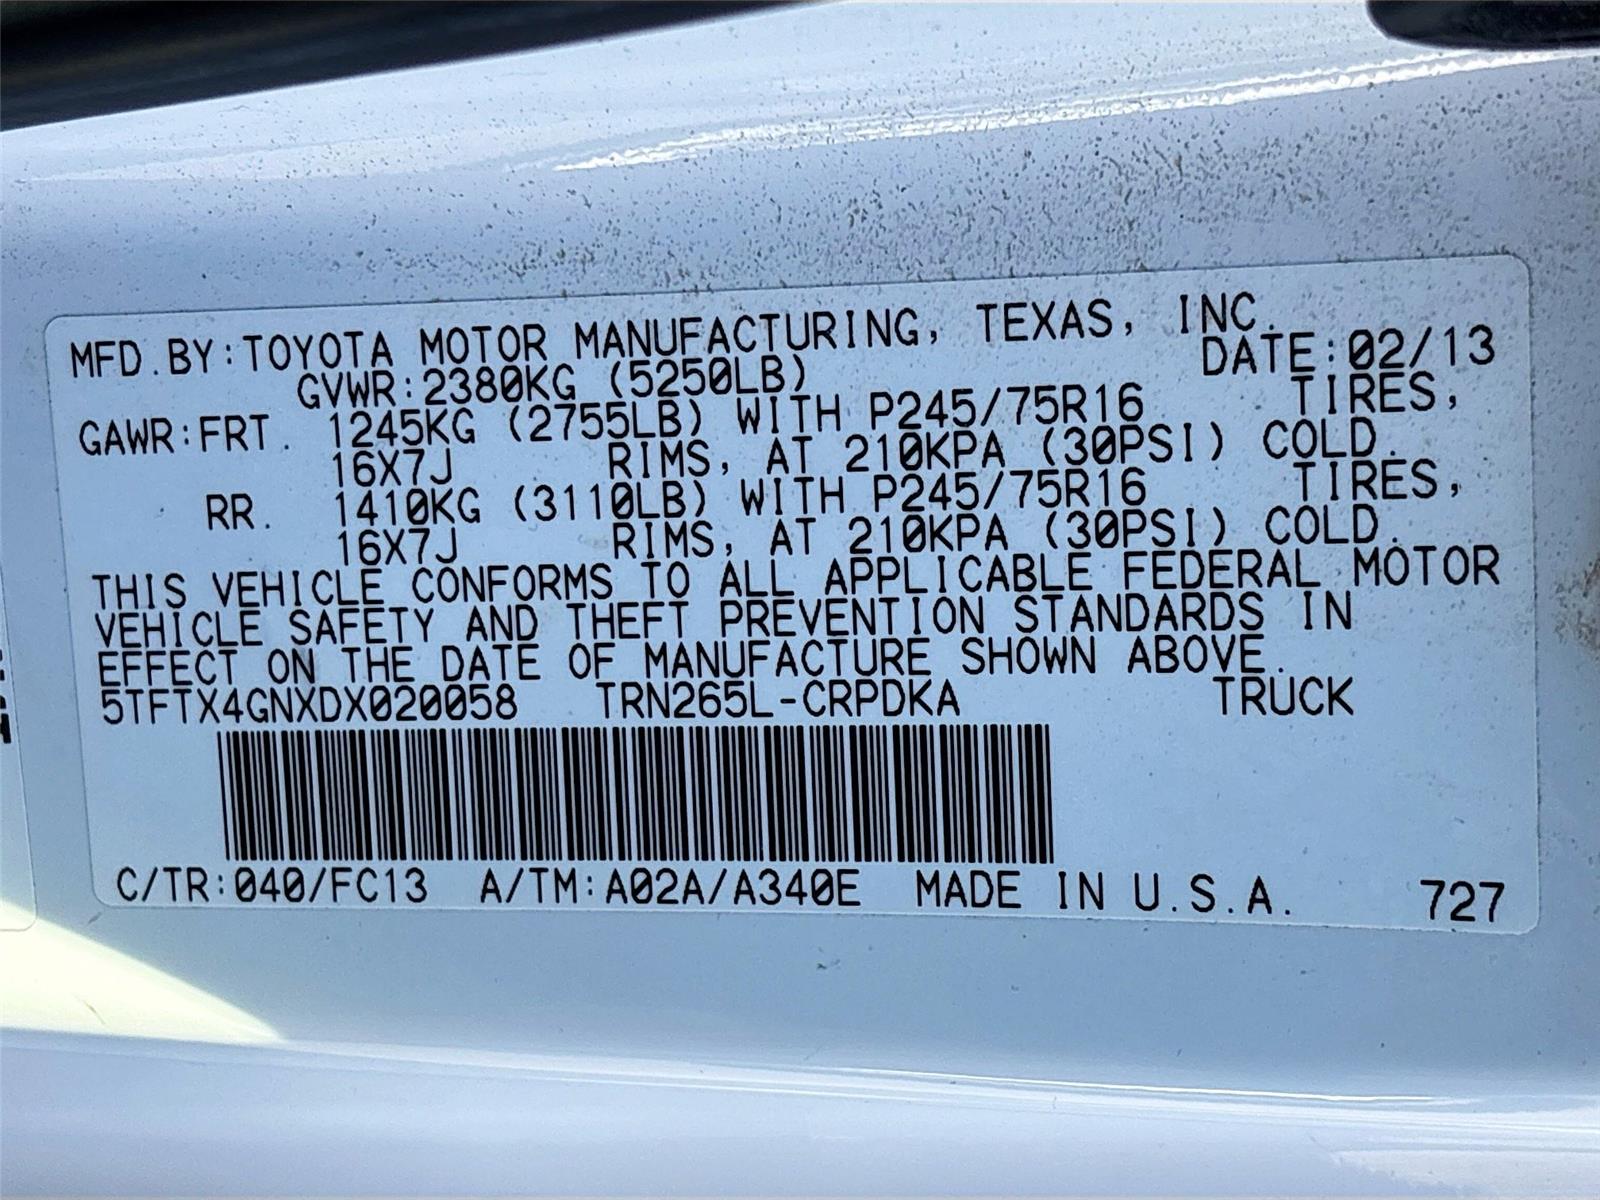 MFD.BY:TOYOTA MOTOR MANUFACTURING, TEXAS, INC.
GVWR:2380KG (5250LB) DATE:02/13
GAWR:FRT. 1245KG (2755LB) WITH P245/75R16 TIRES,
16X7J RIMS, AT 210KPA (30PSI) COLD.
RR. 1410KG (3110LB) WITH P245/75R16 TIRES,
16X7J RIMS, AT 210KPA (30PSI) COLD.
THIS VEHICLE CONFORMS TO ALL APPLICABLE FEDERAL MOTOR
VEHICLE SAFETY AND THEFT PREVENTION STANDARDS IN
EFFECT ON THE DATE OF MANUFACTURE SHOWN ABOVE.
5TFTX4GNXDX020058 TRN265L-CRPDKA TRUCK
C/TR:040/FC13 A/TM:A02A/A340E MADE IN U.S.A. 727